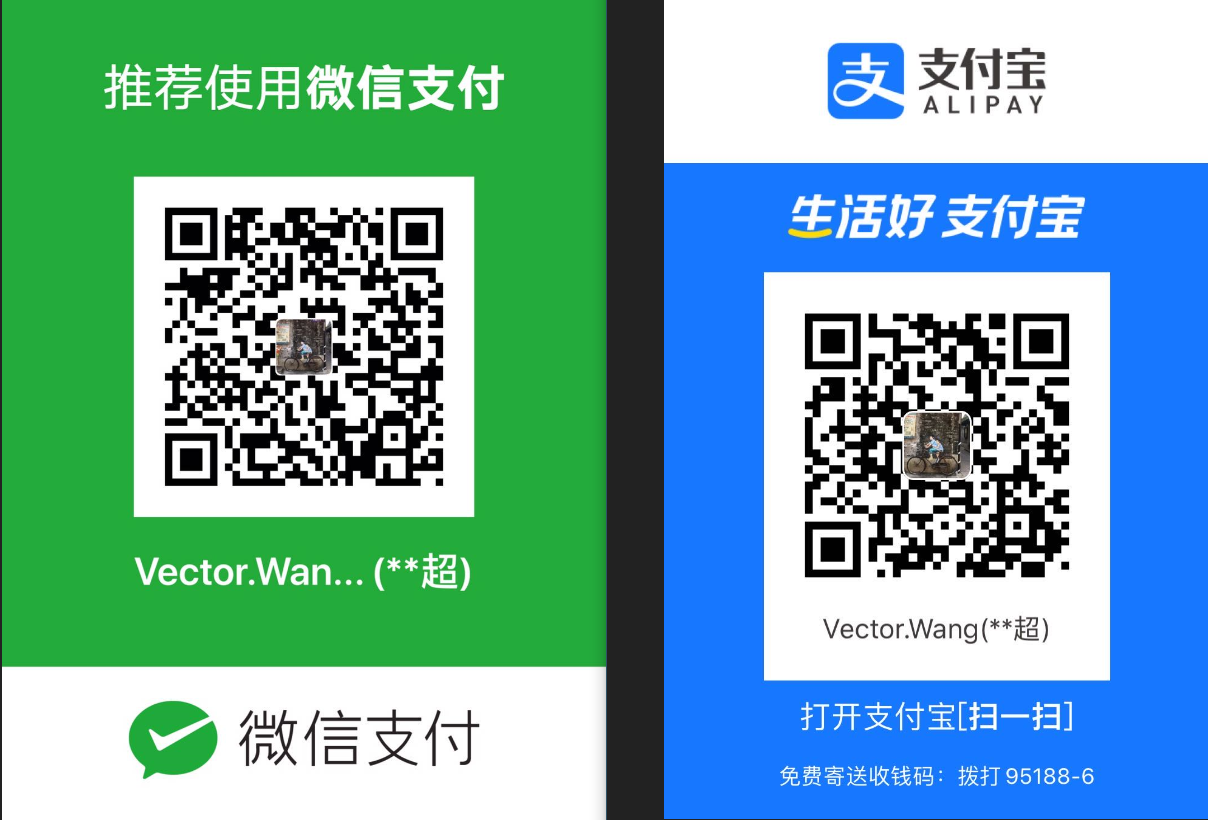 推荐使用微信支付
Vector.Wan... (**超)
微信支付
支 支付宝
ALIPAY
生活好 支付宝
Vector.Wang(**超)
打开支付宝[扫一扫]
免费寄送收钱码：拨打 95188-6